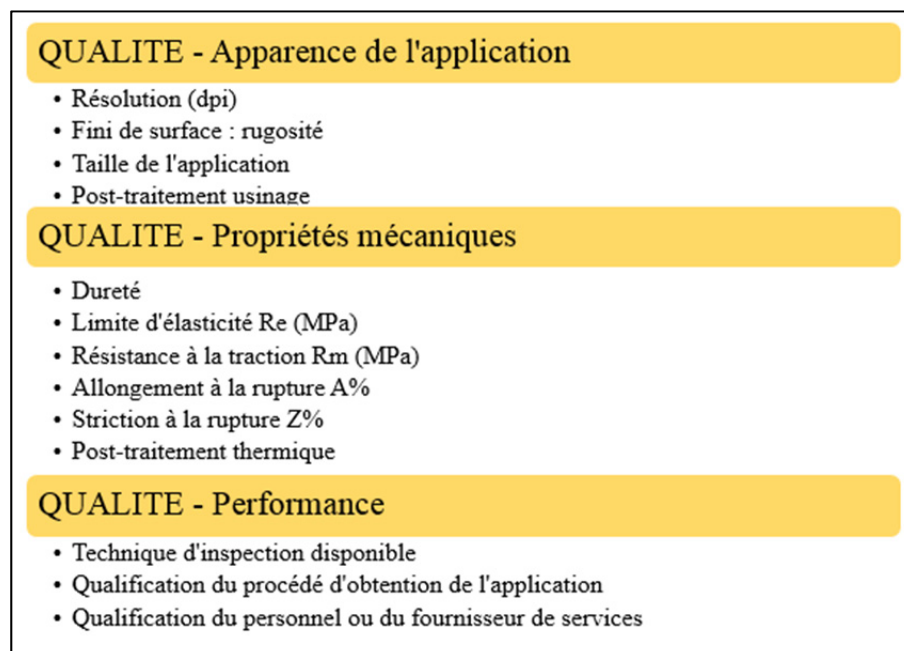 QUALITE - Apparence de l'application
• Résolution (dpi)
• Fini de surface : rugosité
• Taille de l'application
• Post-traitement usinage
QUALITE - Propriétés mécaniques
• Dureté
• Limite d'élasticité Re (MPa)
• Résistance à la traction Rm (MPa)
• Allongement à la rupture A%
• Striction à la rupture Z%
• Post-traitement thermique
QUALITE - Performance
• Technique d'inspection disponible
• Qualification du procédé d'obtention de l'application
• Qualification du personnel ou du fournisseur de services